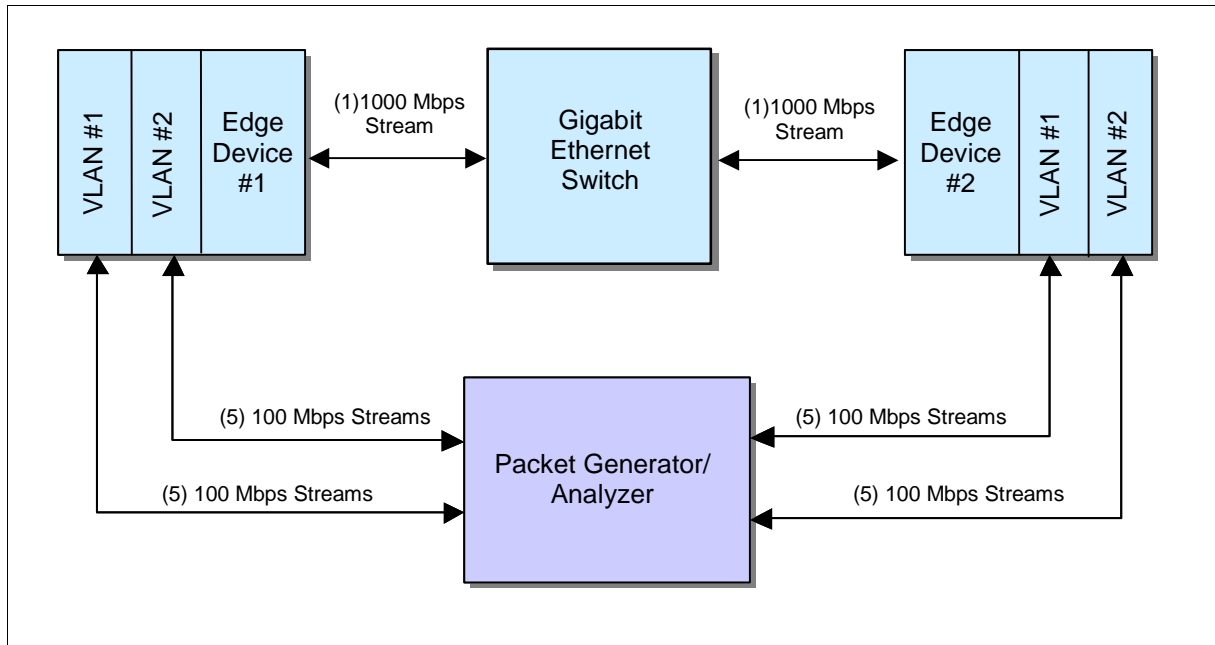 VLAN #1
VLAN #2
Edge
Device
#1
(1)1000 Mbps
Stream
Gigabit
Ethernet
Switch
(1)1000 Mbps
Stream
Edge
Device
#2
VLAN #1
VLAN #2
(5) 100 Mbps Streams
(5) 100 Mbps Streams
Packet Generator/
Analyzer
(5) 100 Mbps Streams
(5) 100 Mbps Streams